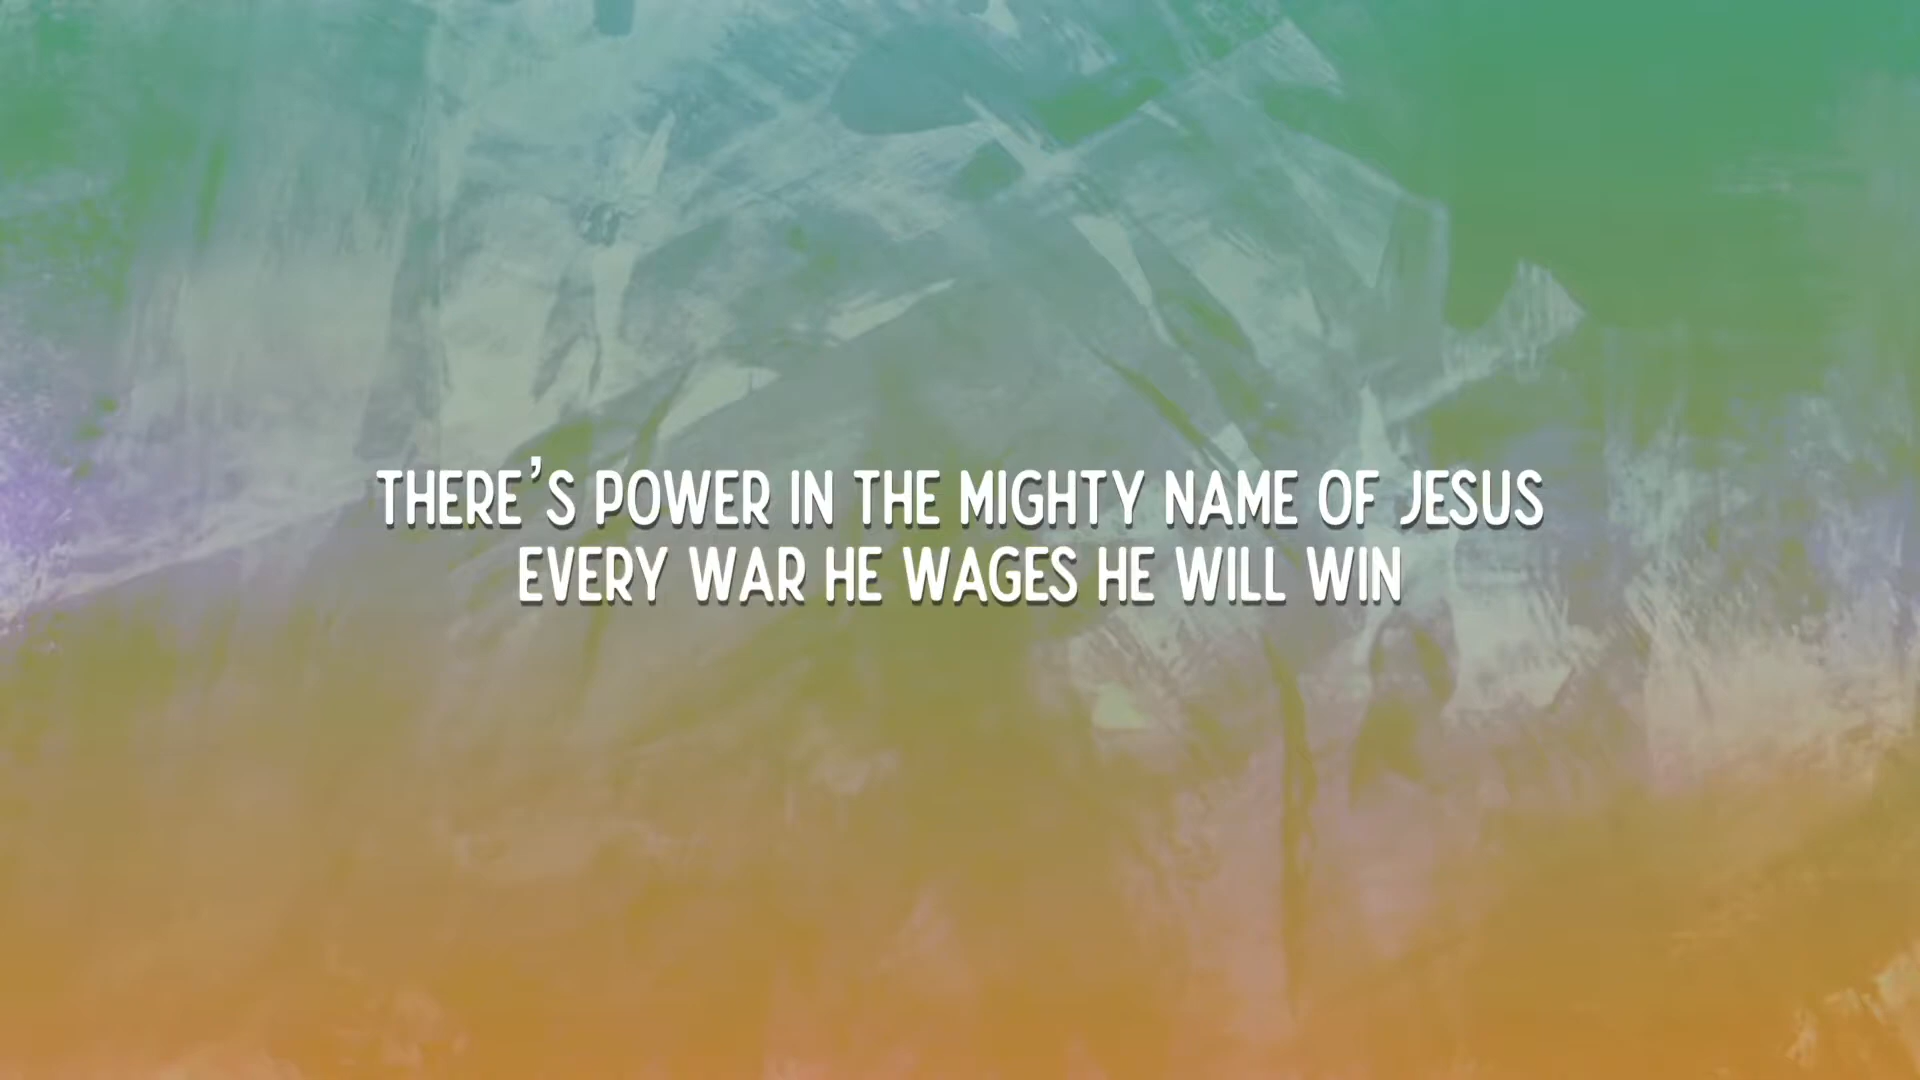 THERE'S POWER IN THE MIGHTY NAME OF JESUS
EVERY WAR HE WAGES HE WILL WIN